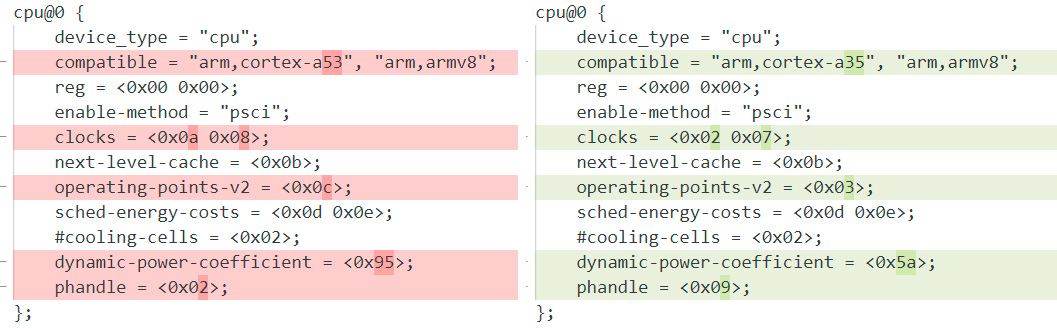 cpu@0 {
device_type = "cpu";
compatible = "arm,cortex-a53", "arm,armv8";
reg = <0x00 0x00>;
enable-method = "psci";
clocks = <0x0a 0x08>;
next-level-cache = <0x0b>;
operating-points-v2 = <0x0c>;
sched-energy-costs = <0x0d 0x0e>;
#cooling-cells = <0x02>;
dynamic-power-coefficient = <0x95>;
phandle = <0x02>;
};
cpu@0 {
device_type = "cpu";
compatible = "arm,cortex-a35", "arm,armv8";
reg = <0x00 0x00>;
enable-method = "psci";
clocks = <0x02 0x07>;
next-level-cache = <0x0b>;
operating-points-v2 = <0x03>;
sched-energy-costs = <0x0d 0x0e>;
#cooling-cells = <0x02>;
dynamic-power-coefficient = <0x5a>;
phandle = <0x09>;
};